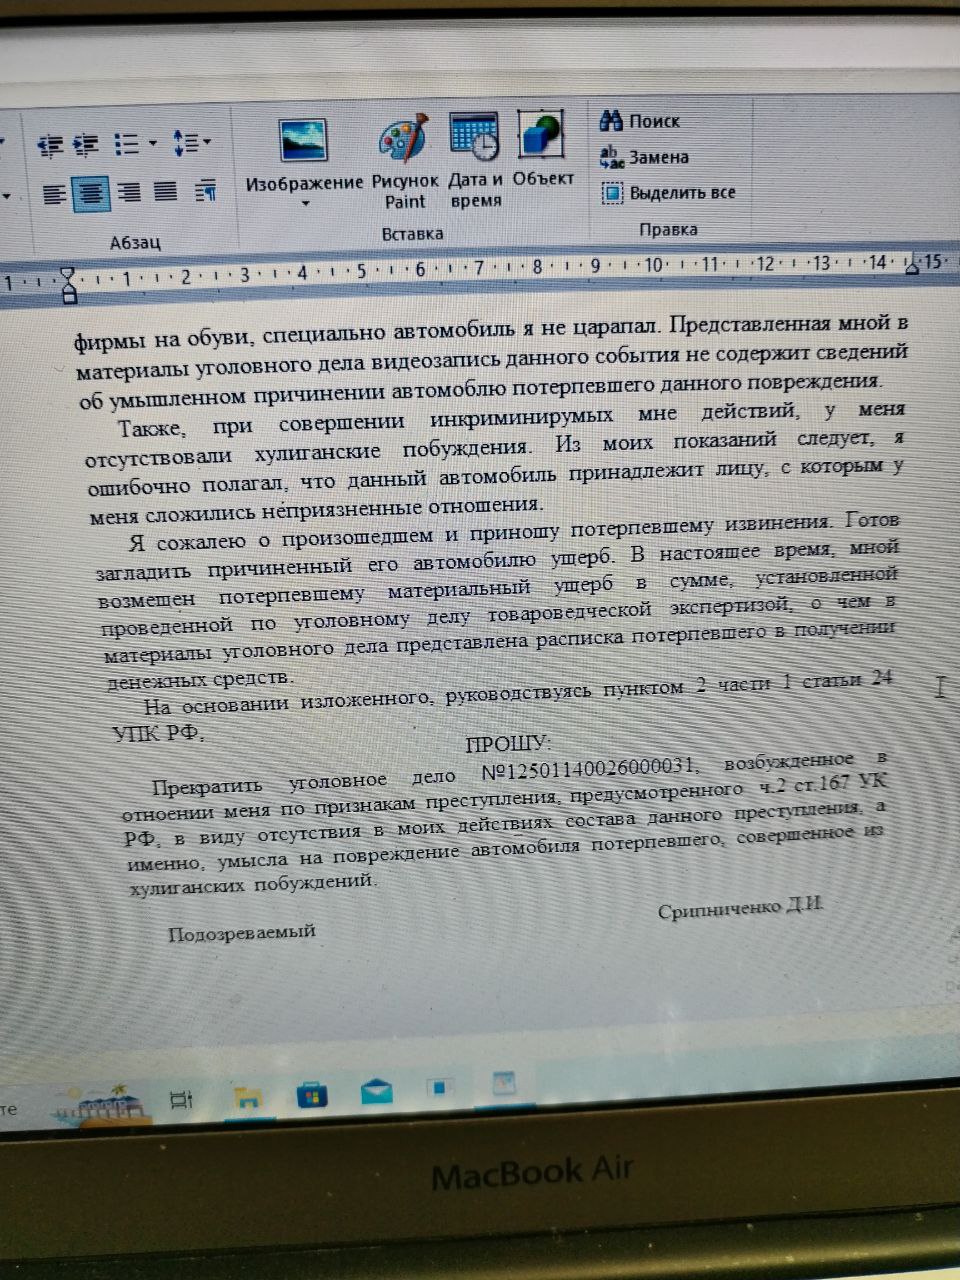 Изображение
Рисунок Paint
Дата и время
Объект
Поиск
Замена
Выделить все
Абзац
Вставка
Правка
1 1 2 3 4 5 6 7 8 9 10 11 12 13 14 15
фирмы на обуви, специально автомобиль я не царапал. Представленная мной в
материалы уголовного дела видеозапись данного события не содержит сведений
об умышленном причинении автомоблю потерпевшего данного повреждения.
Также, при совершении инкриминирумых мне действий, у меня
отсутствовали хулиганские побуждения. Из моих показаний следует, я
ошибочно полагал, что данный автомобиль принадлежит лицу, с которым у
меня сложились неприязненные отношения.
Я сожалею о произошедшем и приношу потерпевшему извинения. Готов
загладить причиненный его автомобилю ущерб. В настоящее время, мной
возмещен потерпевшему материальный ущерб в сумме, установленной
проведенной по уголовному делу товароведческой экспертизой, о чем в
материалы уголовного дела представлена расписка потерпевшего в получении
денежных средств.
На основании изложенного, руководствуясь пунктом 2 части 1 статьи 24
УПК РФ,
ПРОШУ:
Прекратить уголовное дело №12501140026000031, возбужденное в
отноении меня по признакам преступления, предусмотренного ч.2 ст.167 УК
РФ, в виду отсутствия в моих действиях состава данного преступления, а
именно, умысла на повреждение автомобиля потерпевшего, совершенное из
хулиганских побуждений.
Подозреваемый Срипниченко Д.И.
те
MacBook Air